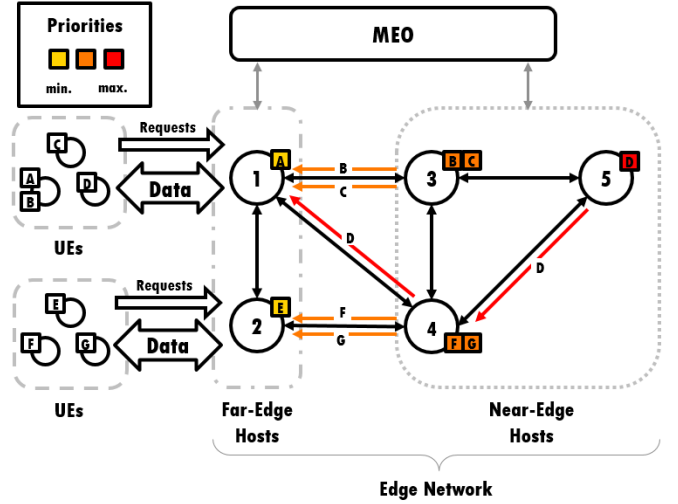 Priorities
min. max.
MEO
Requests
C
A
D
B
Data
UEs
1
A
B
C
3
B C
5
D
D
D
Requests
E
F
G
Data
UEs
2
E
F
G
4
F G
Far-Edge
Hosts
Near-Edge
Hosts
Edge Network